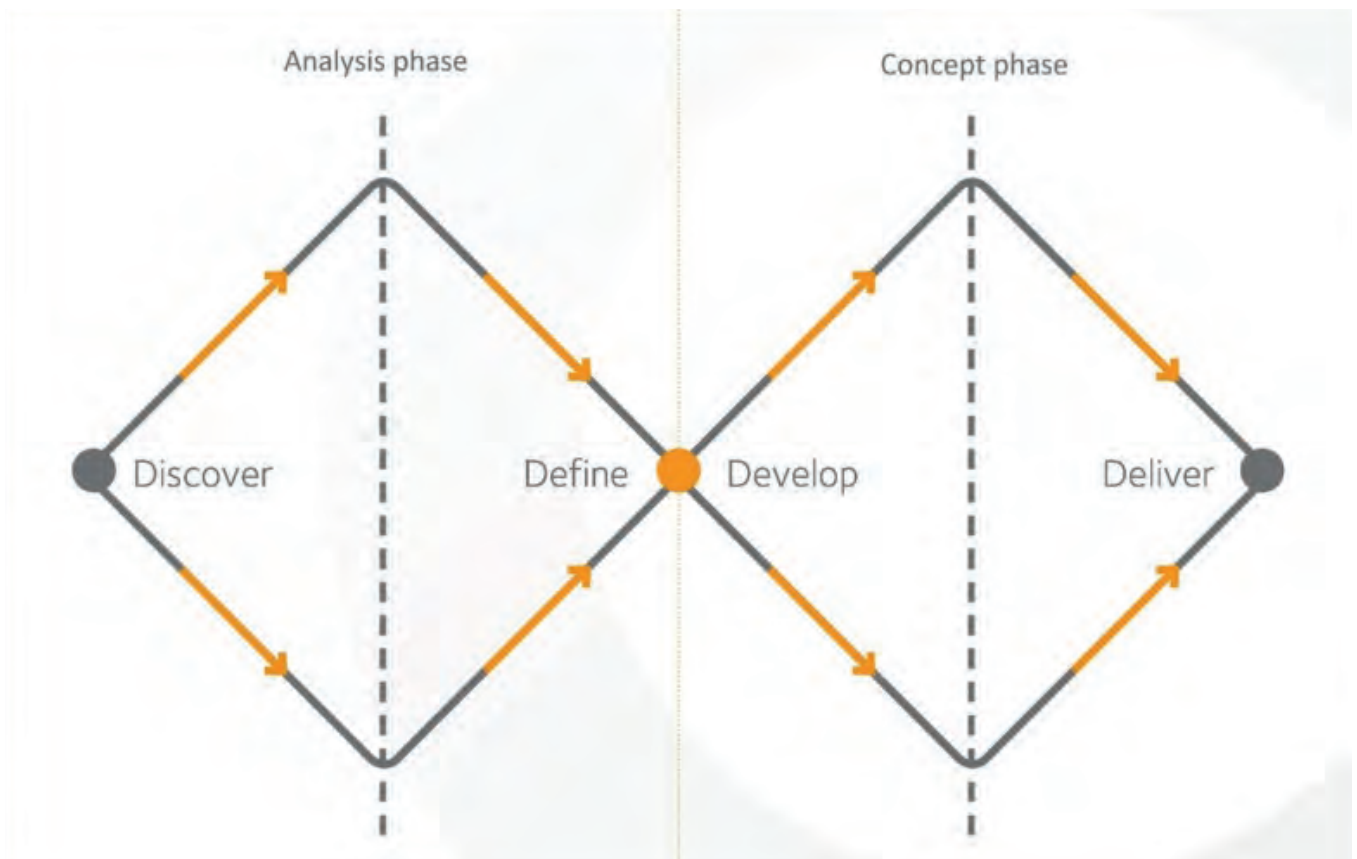 Analysis phase
Concept phase
Discover
Define
Develop
Deliver